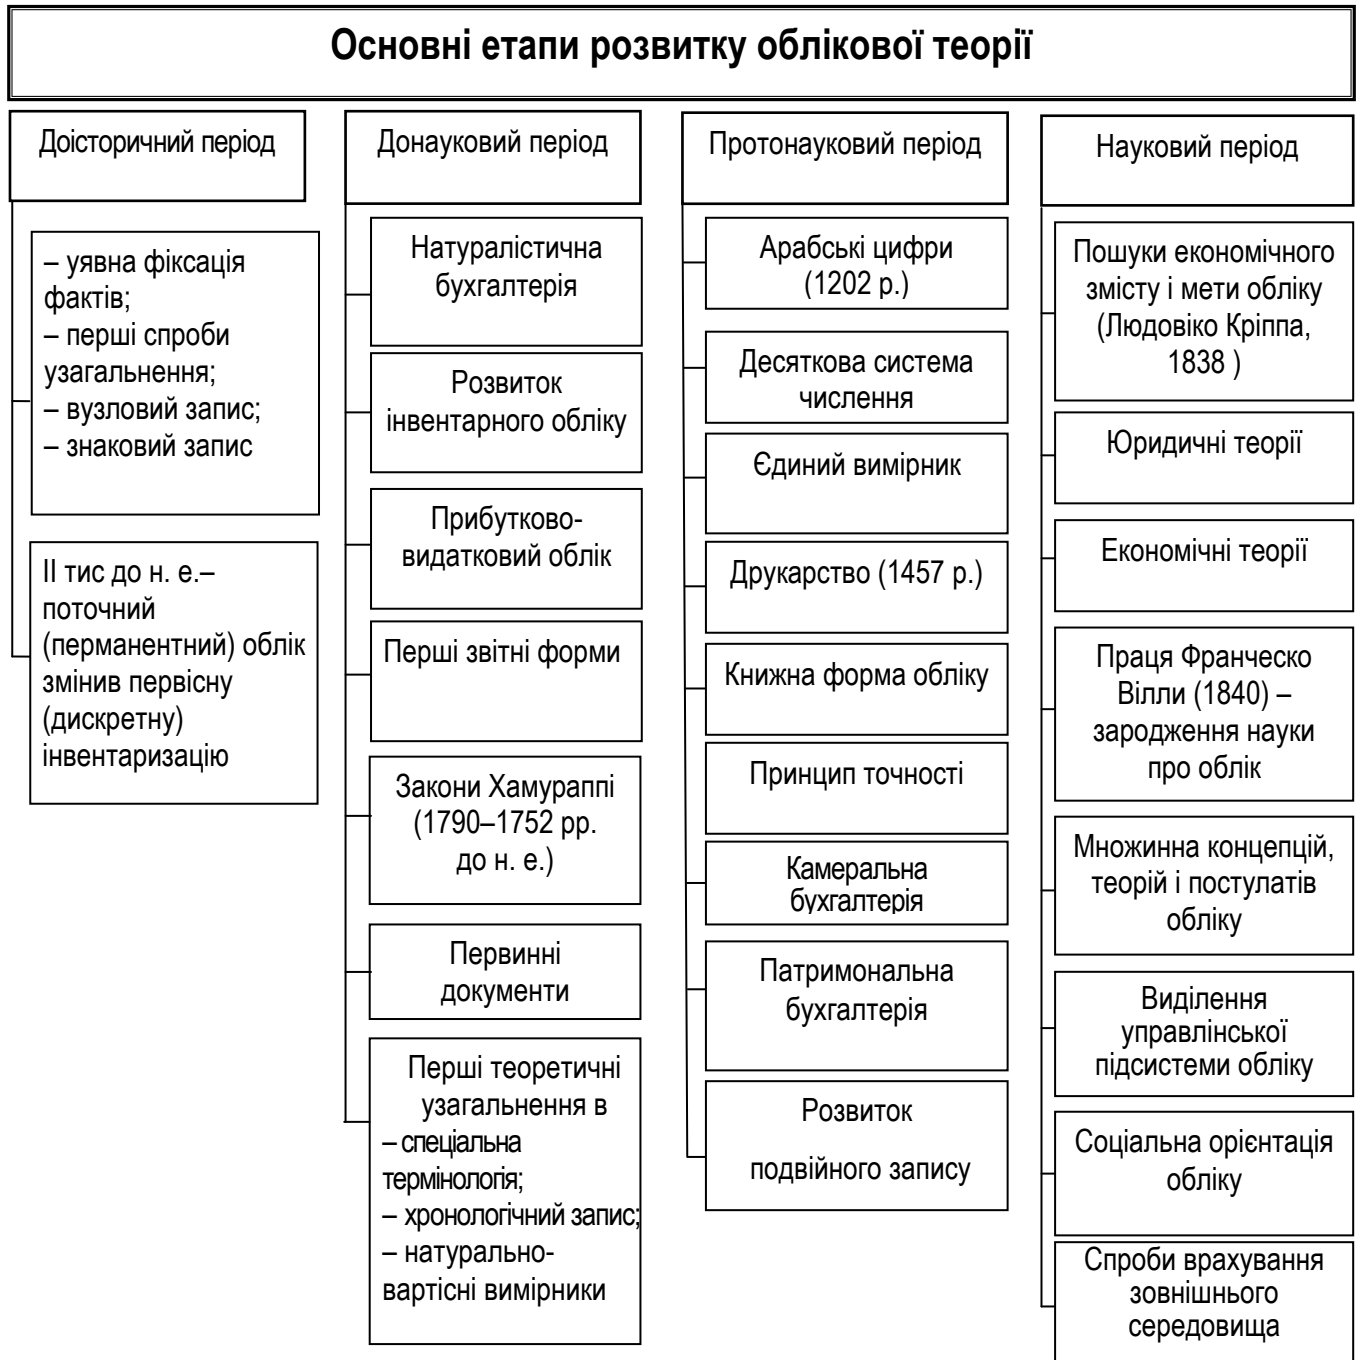 Основні етапи розвитку облікової теорії
Доісторичний період
– уявна фіксація
фактів;
– перші спроби
узагальнення;
– вузловий запис;
– знаковий запис
ІІ тис до н. е.–
поточний
(перманентний) облік
змінив первісну
(дискретну)
інвентаризацію
Донауковий період
Натуралістична
бухгалтерія
Розвиток
інвентарного обліку
Прибутково-
видатковий облік
Перші звітні форми
Закони Хамураппі
(1790–1752 рр.
до н. е.)
Первинні
документи
Перші теоретичні
узагальнення в
– спеціальна
термінологія;
– хронологічний запис;
– натурально-
вартісні вимірники
Протонауковий період
Арабські цифри
(1202 р.)
Десяткова система
числення
Єдиний вимірник
Друкарство (1457 р.)
Книжна форма обліку
Принцип точності
Камеральна
бухгалтерія
Патримональна
бухгалтерія
Розвиток
подвійного запису
Науковий період
Пошуки економічного
змісту і мети обліку
(Людовіко Кріппа,
1838 )
Юридичні теорії
Економічні теорії
Праця Франческо
Вілли (1840) –
зародження науки
про облік
Множинна концепцій,
теорій і постулатів
обліку
Виділення
управлінської
підсистеми обліку
Соціальна орієнтація
обліку
Спроби врахування
зовнішнього
середовища